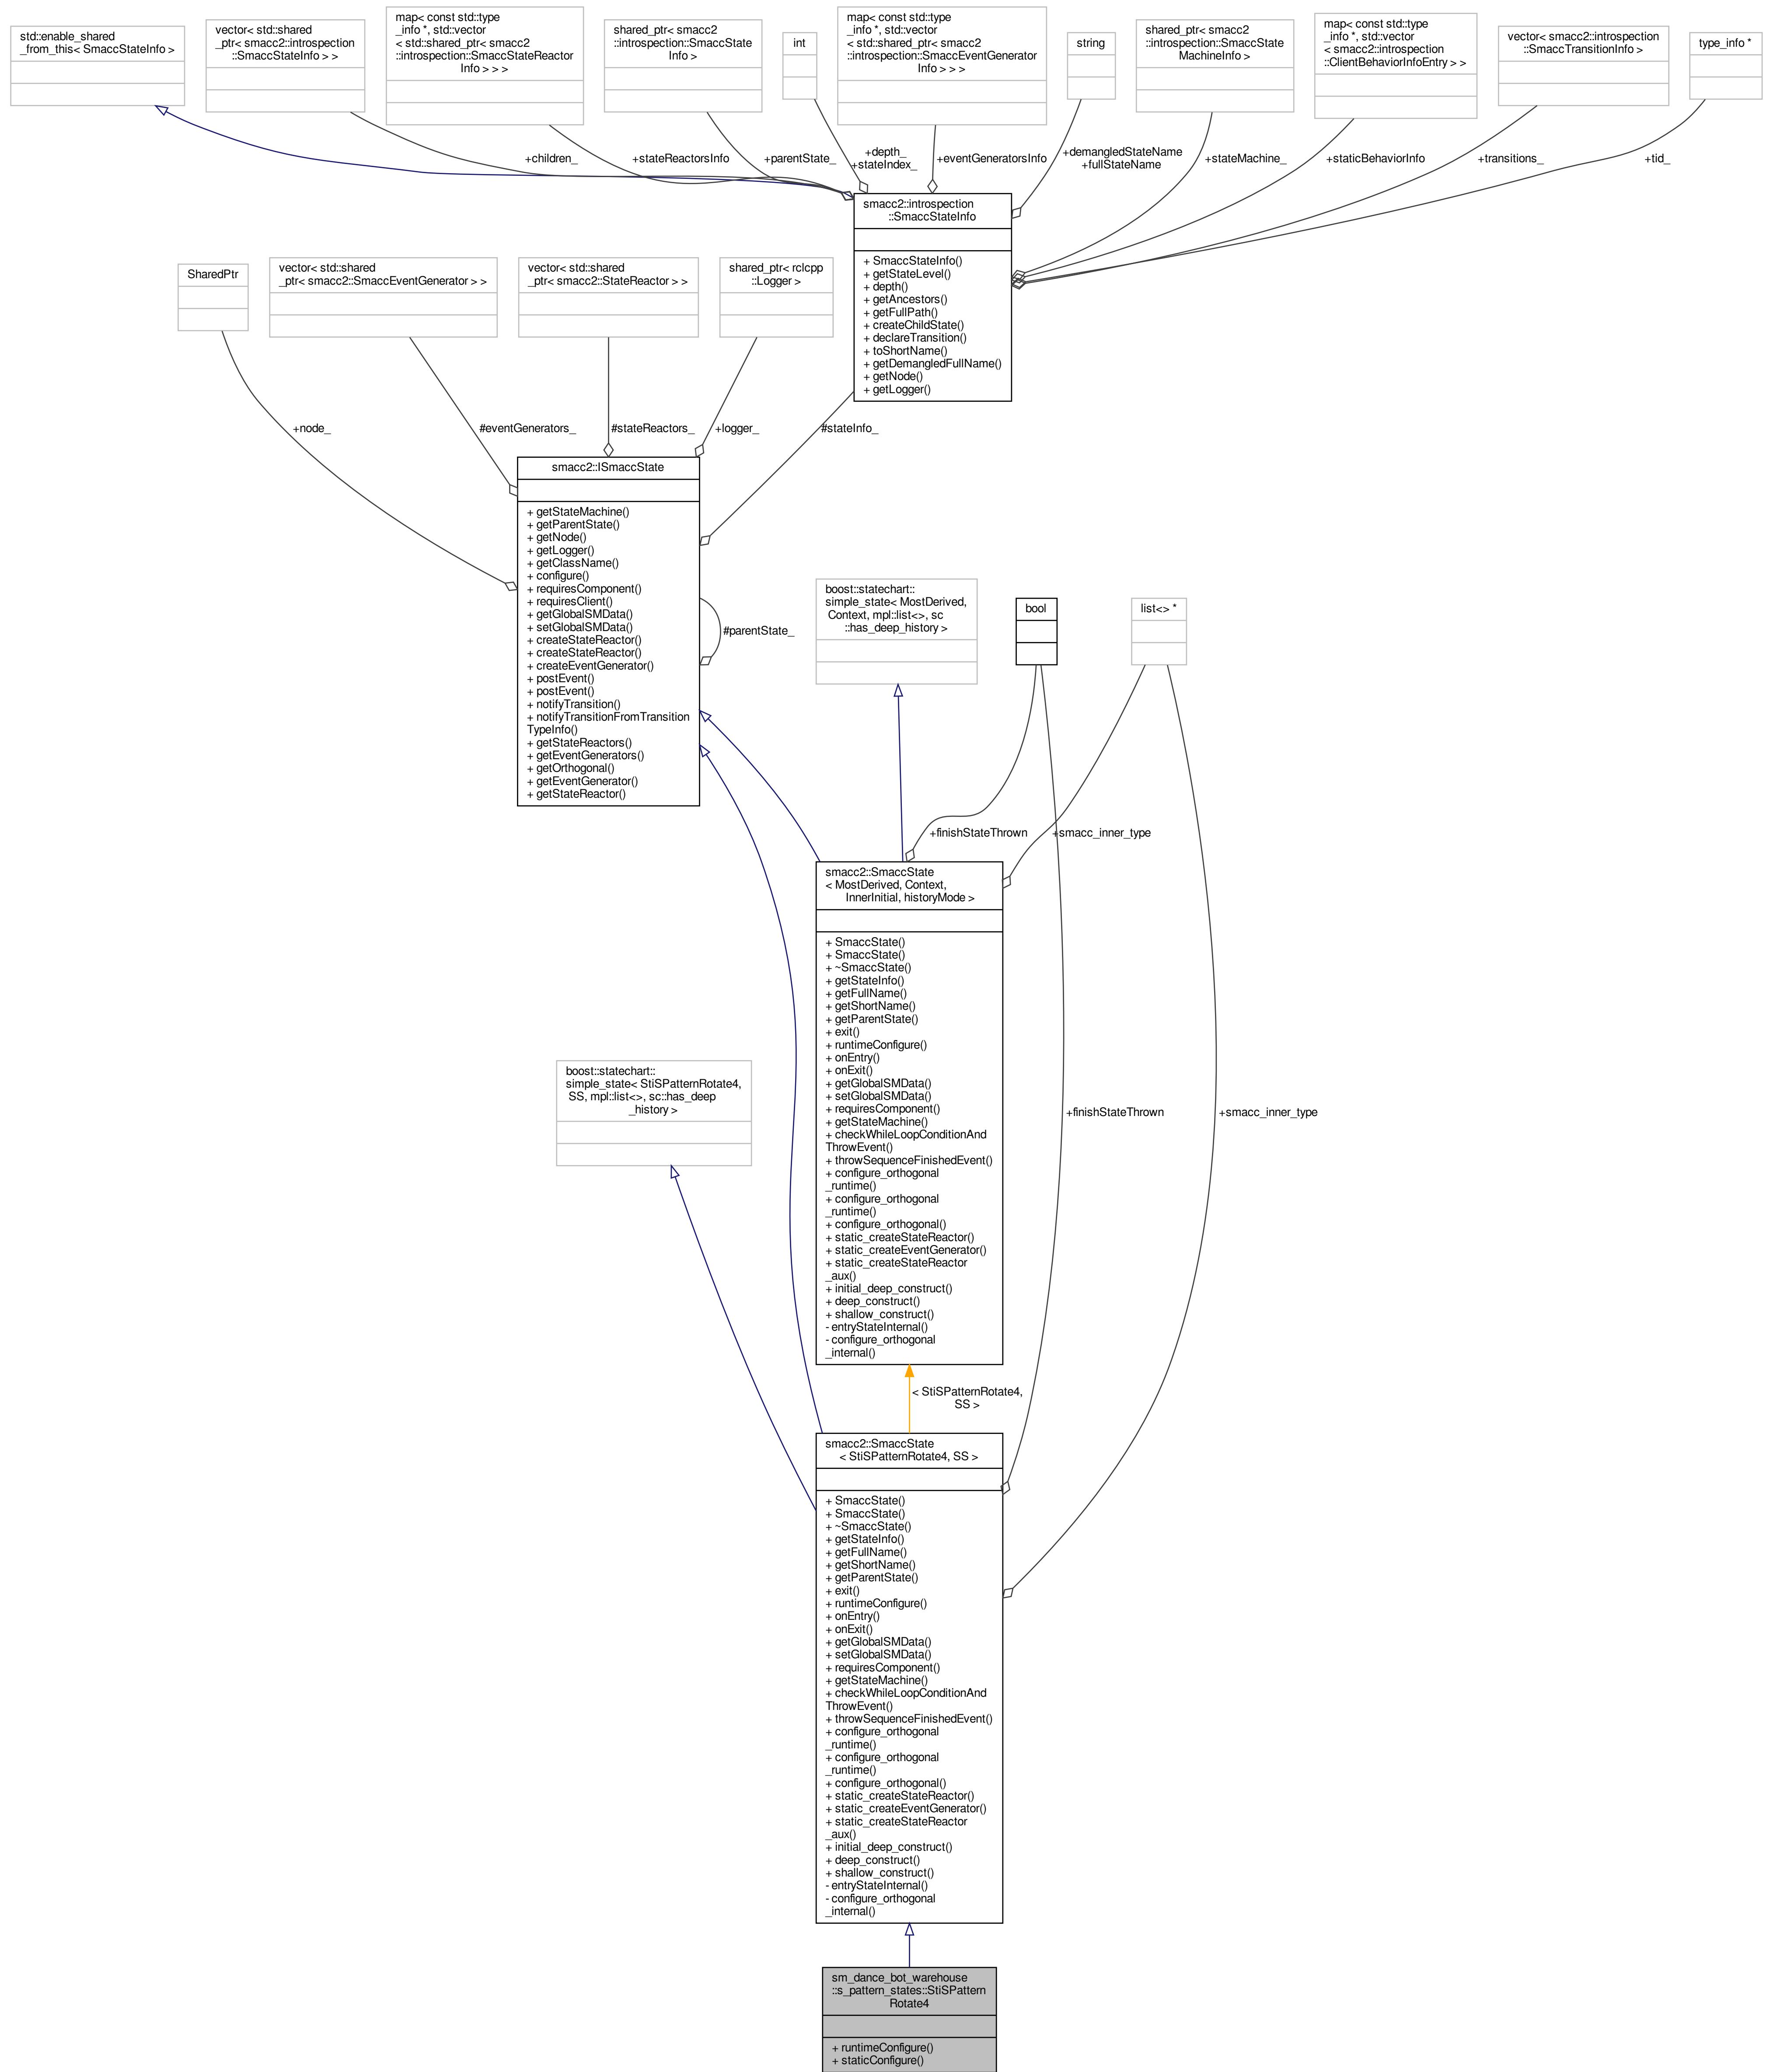 std::enable_shared
_from_this< SmaccStateInfo >
vector< std::shared
_ptr< smacc2::introspection
::SmaccStateInfo > >
map< const std::type
_info *, std::vector
< std::shared_ptr< smacc2
::introspection::SmaccStateReactor
Info > > >
shared_ptr< smacc2
::introspection::SmaccState
Info >
int
map< const std::type
_info *, std::vector
< std::shared_ptr< smacc2
::introspection::SmaccEventGenerator
Info > > >
string
shared_ptr< smacc2
::introspection::SmaccState
MachineInfo >
map< const std::type
_info *, std::vector
< smacc2::introspection
::ClientBehaviorInfoEntry > >
vector< smacc2::introspection
::SmaccTransitionInfo >
type_info *
+children_
+stateReactorsInfo
+parentState_
+depth_
+stateIndex_
+eventGeneratorsInfo
+demangledStateName
+fullStateName
+stateMachine_
+staticBehaviorInfo
+transitions_
+tid_
smacc2::introspection
::SmaccStateInfo
+ SmaccStateInfo()
+ getStateLevel()
+ depth()
+ getAncestors()
+ getFullPath()
+ createChildState()
+ declareTransition()
+ toShortName()
+ getDemangledFullName()
+ getNode()
+ getLogger()
SharedPtr
vector< std::shared
_ptr< smacc2::SmaccEventGenerator > >
vector< std::shared
_ptr< smacc2::StateReactor > >
shared_ptr< rclcpp
::Logger >
+node_
#eventGenerators_
#stateReactors_
+logger_
#stateInfo_
smacc2::ISmaccState
+ getStateMachine()
+ getParentState()
+ getNode()
+ getLogger()
+ getClassName()
+ configure()
+ requiresComponent()
+ requiresClient()
+ getGlobalSMData()
+ setGlobalSMData()
+ createStateReactor()
+ createStateReactor()
+ createEventGenerator()
+ postEvent()
+ postEvent()
+ notifyTransition()
+ notifyTransitionFromTransition
TypeInfo()
+ getStateReactors()
+ getEventGenerators()
+ getOrthogonal()
+ getEventGenerator()
+ getStateReactor()
#parentState_
boost::statechart::
simple_state< MostDerived,
Context, mpl::list<>, sc
::has_deep_history >
bool
list<> *
+finishStateThrown
+smacc_inner_type
smacc2::SmaccState
< MostDerived, Context,
InnerInitial, historyMode >
+ SmaccState()
+ SmaccState()
+ ~SmaccState()
+ getStateInfo()
+ getFullName()
+ getShortName()
+ getParentState()
+ exit()
+ runtimeConfigure()
+ onEntry()
+ onExit()
+ getGlobalSMData()
+ setGlobalSMData()
+ requiresComponent()
+ getStateMachine()
+ checkWhileLoopConditionAnd
ThrowEvent()
+ throwSequenceFinishedEvent()
+ configure_orthogonal
_runtime()
+ configure_orthogonal
_runtime()
+ configure_orthogonal()
+ static_createStateReactor()
+ static_createEventGenerator()
+ static_createStateReactor
_aux()
+ initial_deep_construct()
+ deep_construct()
+ shallow_construct()
- entryStateInternal()
- configure_orthogonal
_internal()
boost::statechart::
simple_state< StiSPatternRotate4,
SS, mpl::list<>, sc::has_deep
_history >
+finishStateThrown
+smacc_inner_type
< StiSPatternRotate4,
SS >
smacc2::SmaccState
< StiSPatternRotate4, SS >
+ SmaccState()
+ SmaccState()
+ ~SmaccState()
+ getStateInfo()
+ getFullName()
+ getShortName()
+ getParentState()
+ exit()
+ runtimeConfigure()
+ onEntry()
+ onExit()
+ getGlobalSMData()
+ setGlobalSMData()
+ requiresComponent()
+ getStateMachine()
+ checkWhileLoopConditionAnd
ThrowEvent()
+ throwSequenceFinishedEvent()
+ configure_orthogonal
_runtime()
+ configure_orthogonal
_runtime()
+ configure_orthogonal()
+ static_createStateReactor()
+ static_createEventGenerator()
+ static_createStateReactor
_aux()
+ initial_deep_construct()
+ deep_construct()
+ shallow_construct()
- entryStateInternal()
- configure_orthogonal
_internal()
sm_dance_bot_warehouse
::s_pattern_states::StiSPattern
Rotate4
+ runtimeConfigure()
+ staticConfigure()